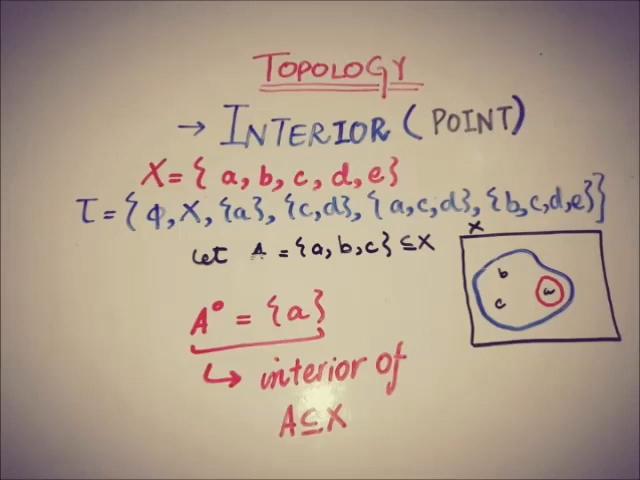 TOPOLOGY
→ INTERIOR (POINT)
X = { a, b, c, d, e }
τ = { ϕ, X, {a}, {c,d}, {a,c,d}, {b,c,d,e}}
Let A = {a, b, c} ⊆ X
X
b
c
a
A° = {a}
↳ interior of
A ⊆ X